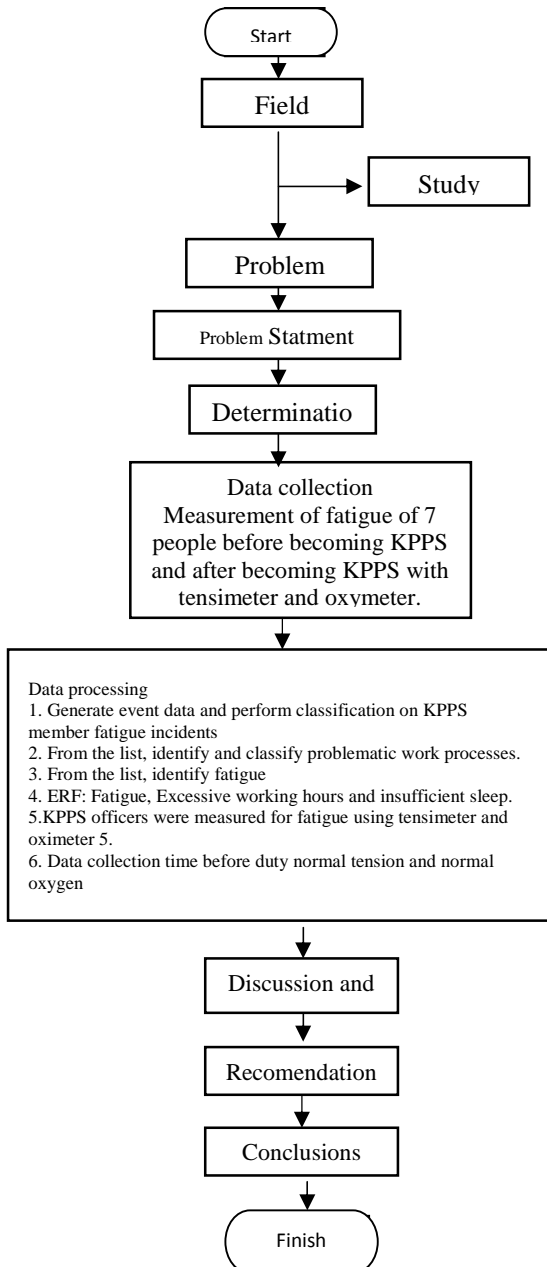 Start
Field
Study
Problem
Problem Statment
Determinatio
Data collection
Measurement of fatigue of 7
people before becoming KPPS
and after becoming KPPS with
tensimeter and oxymeter.
Data processing
1. Generate event data and perform classification on KPPS
member fatigue incidents
2. From the list, identify and classify problematic work processes.
3. From the list, identify fatigue
4. ERF: Fatigue, Excessive working hours and insufficient sleep.
5.KPPS officers were measured for fatigue using tensimeter and
oximeter 5.
6. Data collection time before duty normal tension and normal
oxygen
Discussion and
Recomendation
Conclusions
Finish